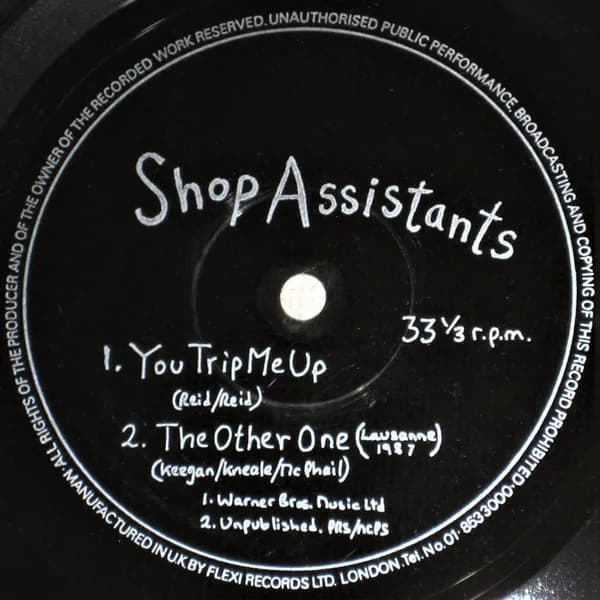 ALL RIGHTS OF THE PRODUCER AND OF THE OWNER OF THE RECORDED WORK RESERVED. UNAUTHORISED PUBLIC PERFORMANCE, BROADCASTING AND COPYING OF THIS RECORD PROHIBITED.
Shop Assistants
33 1/3 r.p.m.
1. You Trip Me Up
(Reid/Reid)
2. The Other One (Lausanne 1987)
(Keegan/Kneale/McPhail)
1. Warner Bros. Music Ltd
2. Unpublished. PRS/MCPS
MANUFACTURED IN U.K BY FLEXI RECORDS LTD. LONDON. Tel. No. 01-853 3000